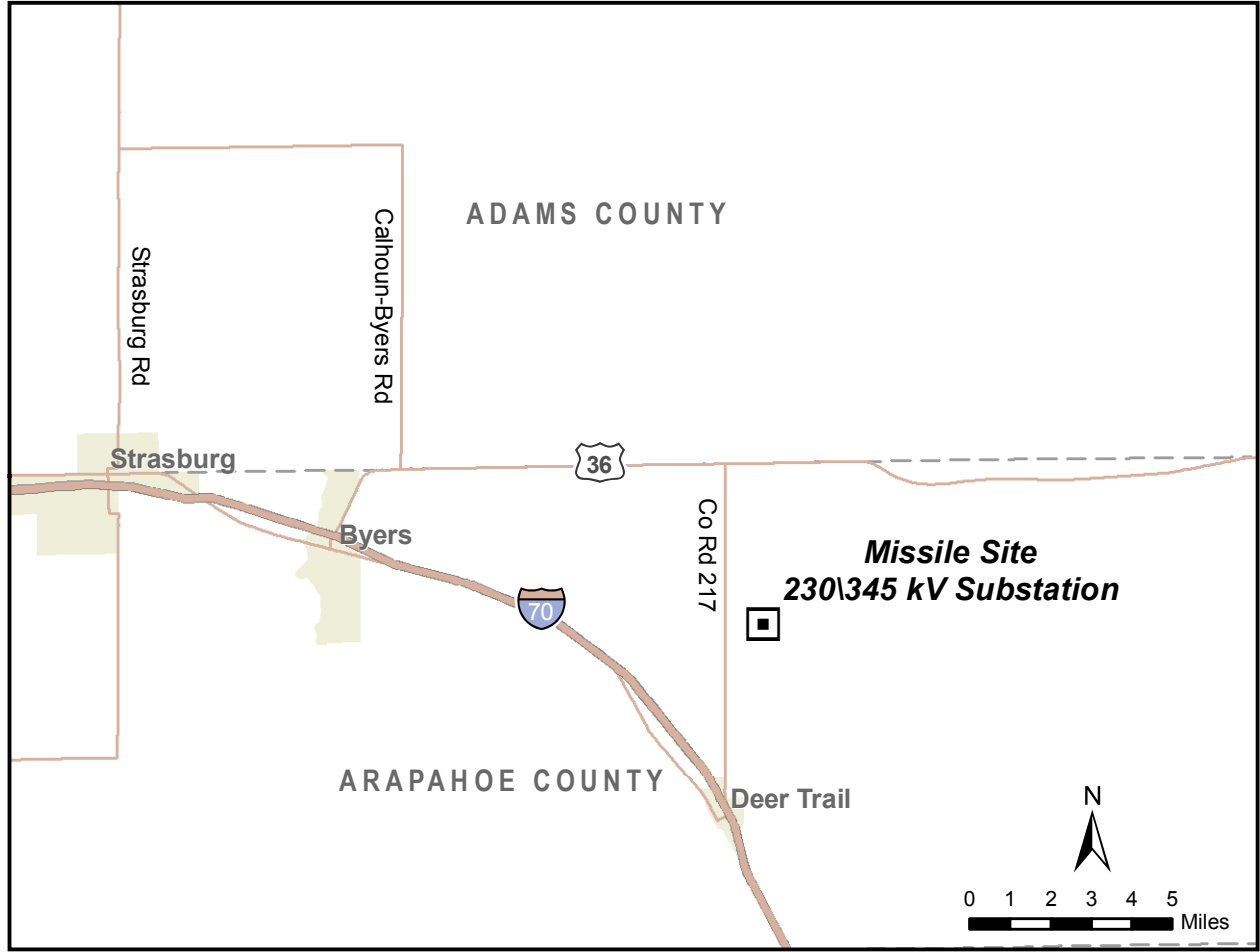 ADAMS COUNTY
Calhoun-Byers Rd
Strasburg Rd
Strasburg
36
Byers
Co Rd 217
Missile Site
230\345 kV Substation
70
ARAPAHOE COUNTY
Deer Trail
N
0 1 2 3 4 5
Miles